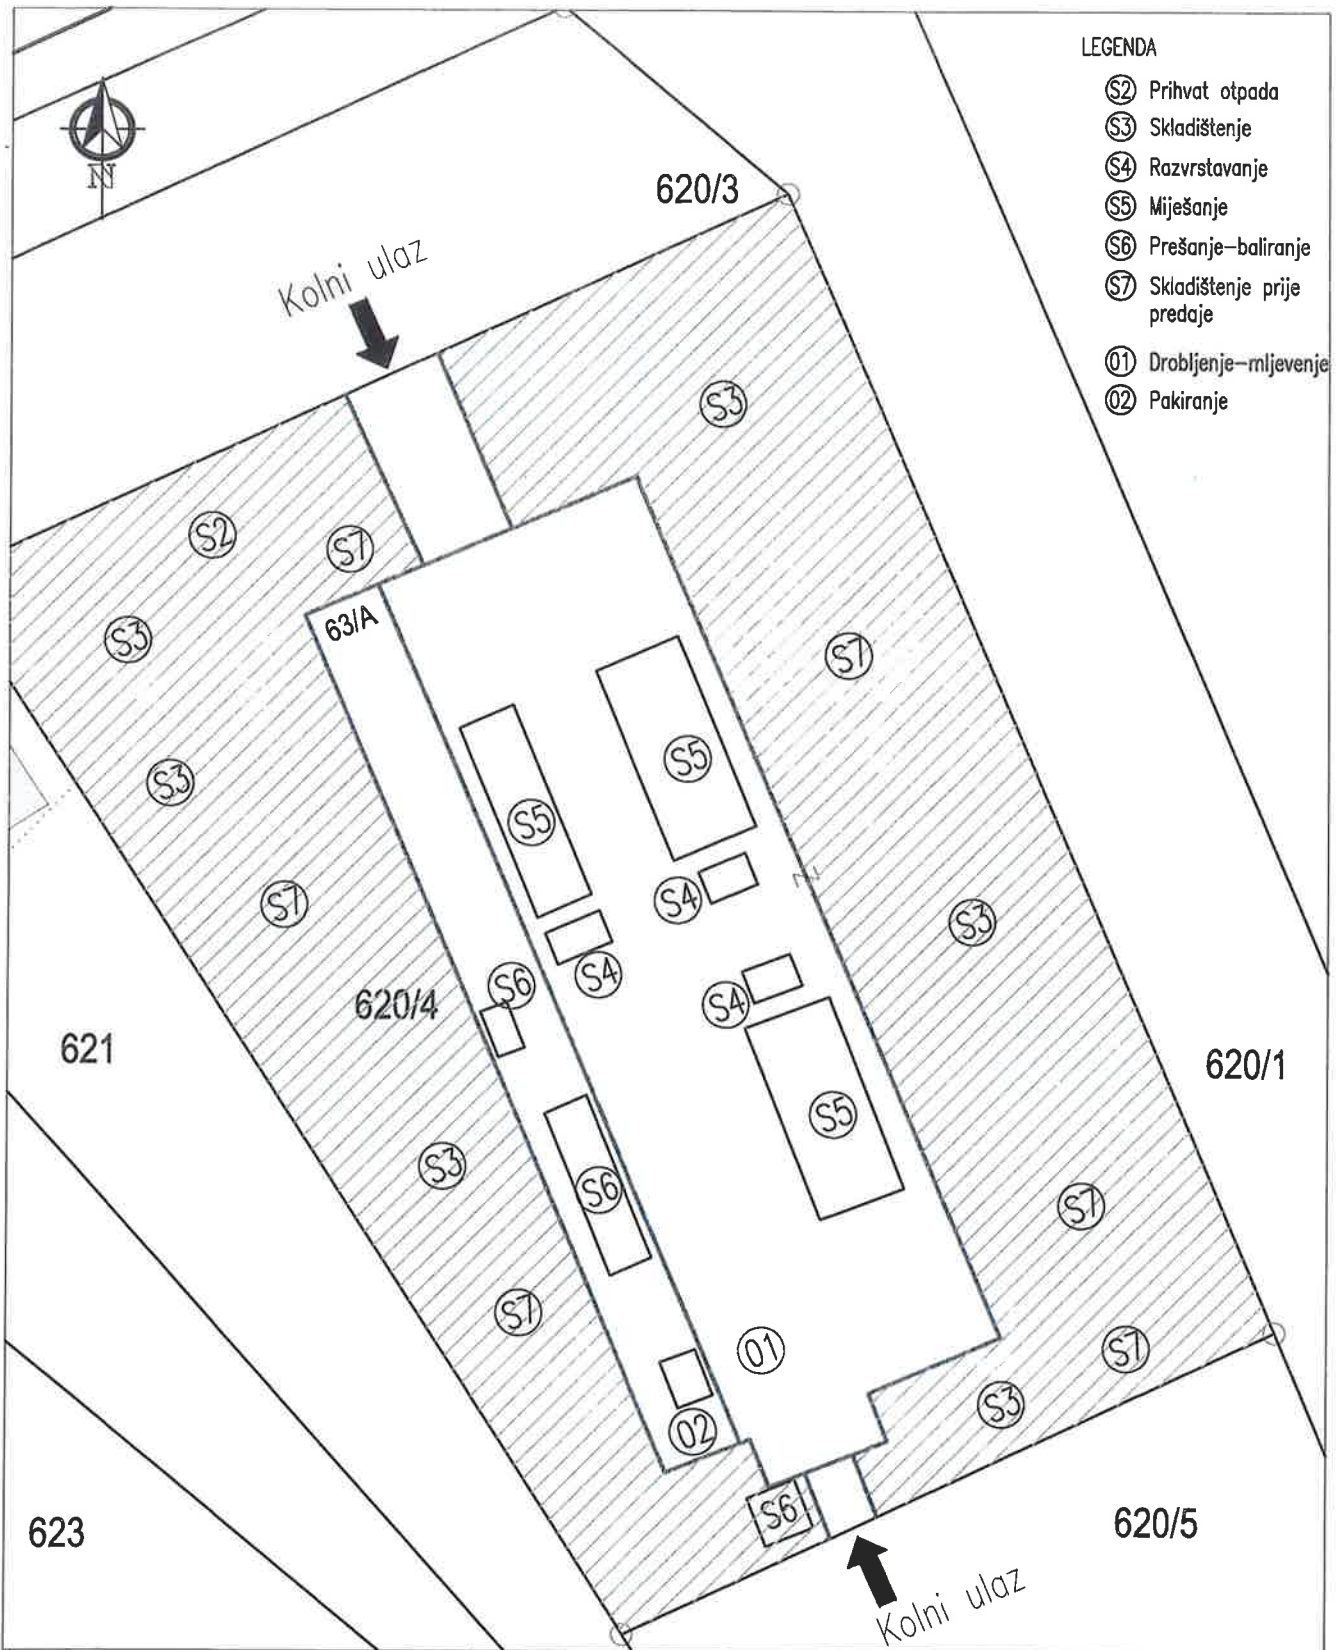 LEGENDA
S2 Prihvat otpada
S3 Skladištenje
S4 Razvrstavanje
S5 Miješanje
S6 Prešanje-baliranje
S7 Skladištenje prije
predaje
01 Drobljenje-mljevenje
02 Pakiranje
N
620/3
Kolni ulaz
S3
S2
S7
63/A
S3
S7
S5
S3
S5
S7
S4
S3
S6
S4
620/4
S4
621
620/1
S5
S3
S6
S7
S7
01
S7
S3
02
S6
620/5
623
Kolni ulaz